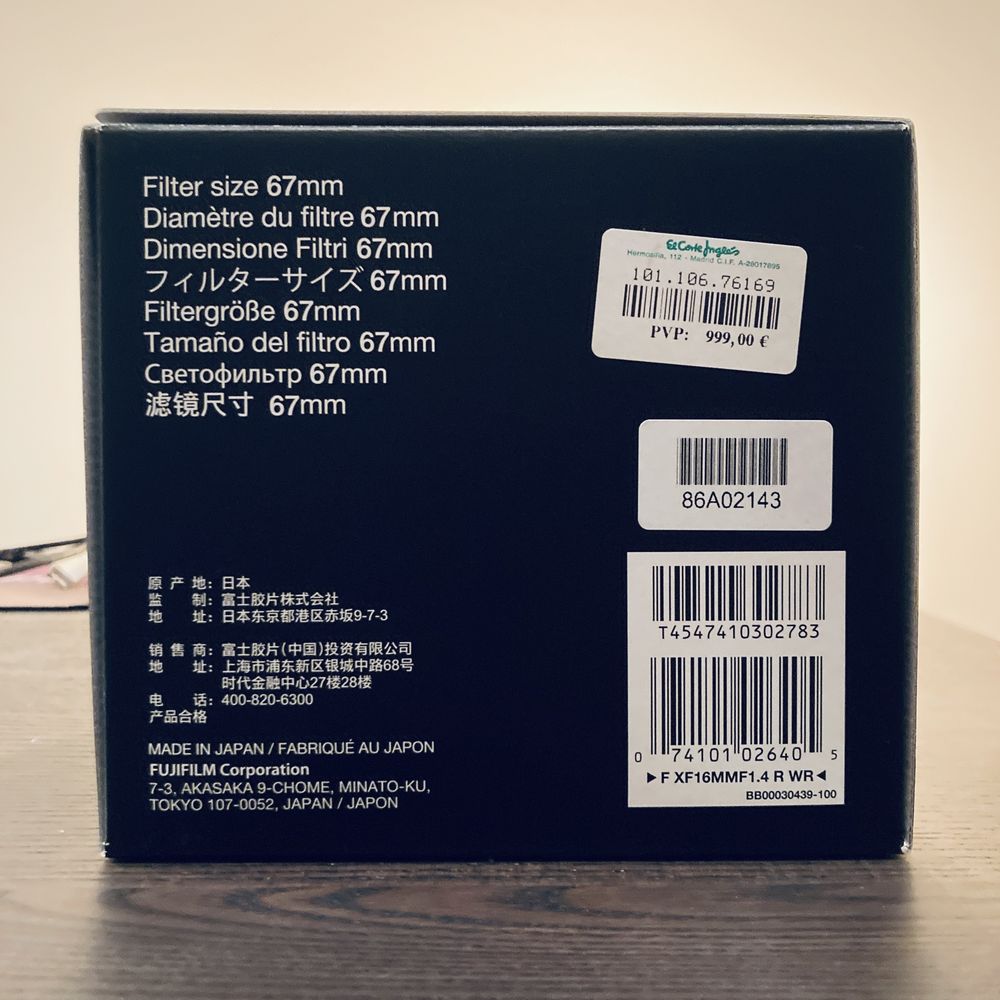 Filter size 67mm
Diamètre du filtre 67mm
Dimensione Filtri 67mm
フィルターサイズ 67mm
Filtergröße 67mm
Tamaño del filtro 67mm
Светофильтр 67mm
滤镜尺寸 67mm
El Corte Inglés
Hermosilla, 112 - Madrid C.I.F. A-28017895
101.106.76169
PVP: 999,00 €
86A02143
原产地：日本
监制：富士胶片株式会社
地址：日本东京都港区赤坂9-7-3
销售商：富士胶片(中国)投资有限公司
地址：上海市浦东新区银城中路68号
时代金融中心27楼28楼
电话：400-820-6300
产品合格
MADE IN JAPAN / FABRIQUÉ AU JAPON
FUJIFILM Corporation
7-3, AKASAKA 9-CHOME, MINATO-KU,
TOKYO 107-0052, JAPAN / JAPON
T4547410302783
0 74101 02640 5
▶F XF16MMF1.4 R WR◀
BB00030439-100